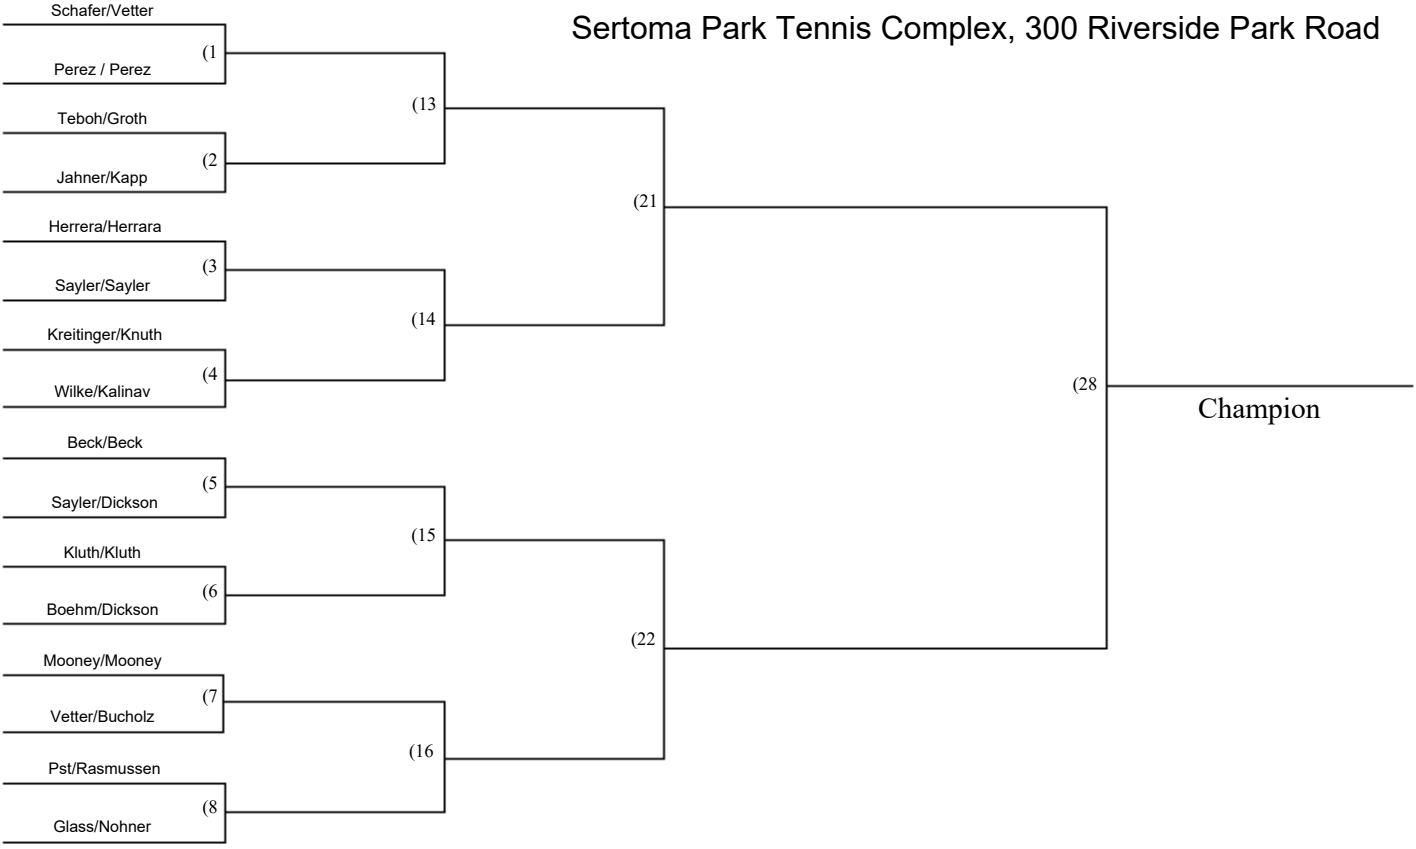 Schafer/Vetter
Sertoma Park Tennis Complex, 300 Riverside Park Road
(1
Perez / Perez
(13
Teboh/Groth
(2
Jahner/Kapp
(21
Herrera/Herrara
(3
Sayler/Sayler
(14
Kreitinger/Knuth
(4
Wilke/Kalinav
(28
Champion
Beck/Beck
(5
Sayler/Dickson
(15
Kluth/Kluth
(6
Boehm/Dickson
(22
Mooney/Mooney
(7
Vetter/Bucholz
(16
Pst/Rasmussen
(8
Glass/Nohner